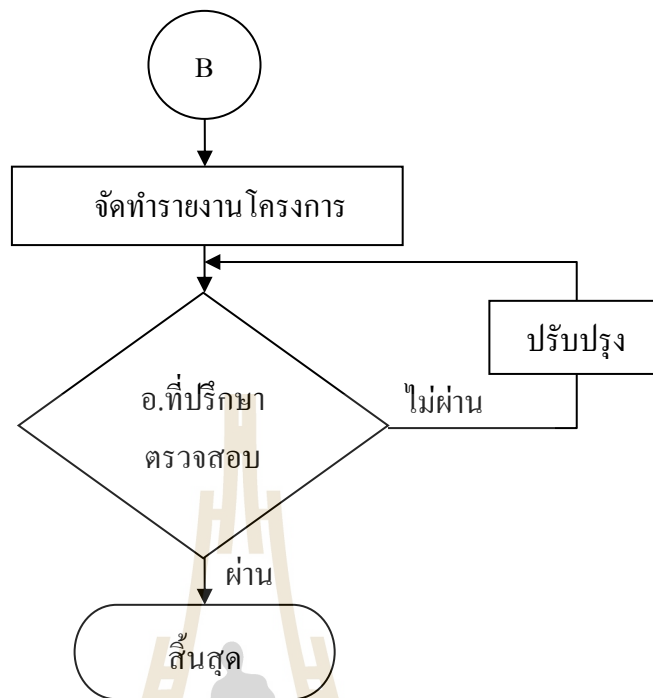 B
จัดทำรายงานโครงการ
ปรับปรุง
อ.ที่ปรึกษา
ตรวจสอบ
ไม่ผ่าน
ผ่าน
สิ้นสุด